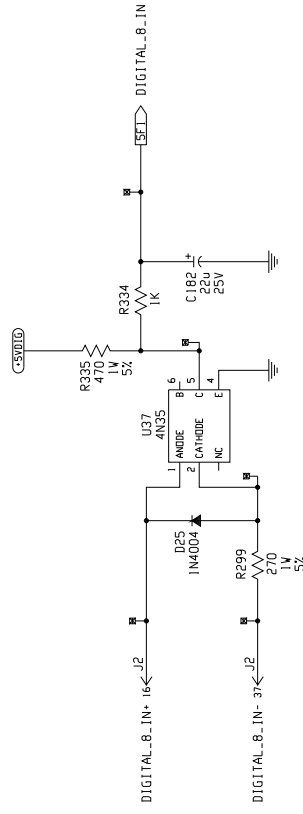 DIGITAL_8_IN+
16
J2
DIGITAL_8_IN-
37
J2
R299
270
1W
5%
D25
1N4004
U37
4N35
1
ANODE
2
CATHODE
NC
B
6
C
5
E
4
+5VDIG
R335
470
1W
5%
R334
1K
C182
22u
25V
+
5F1
DIGITAL_8_IN